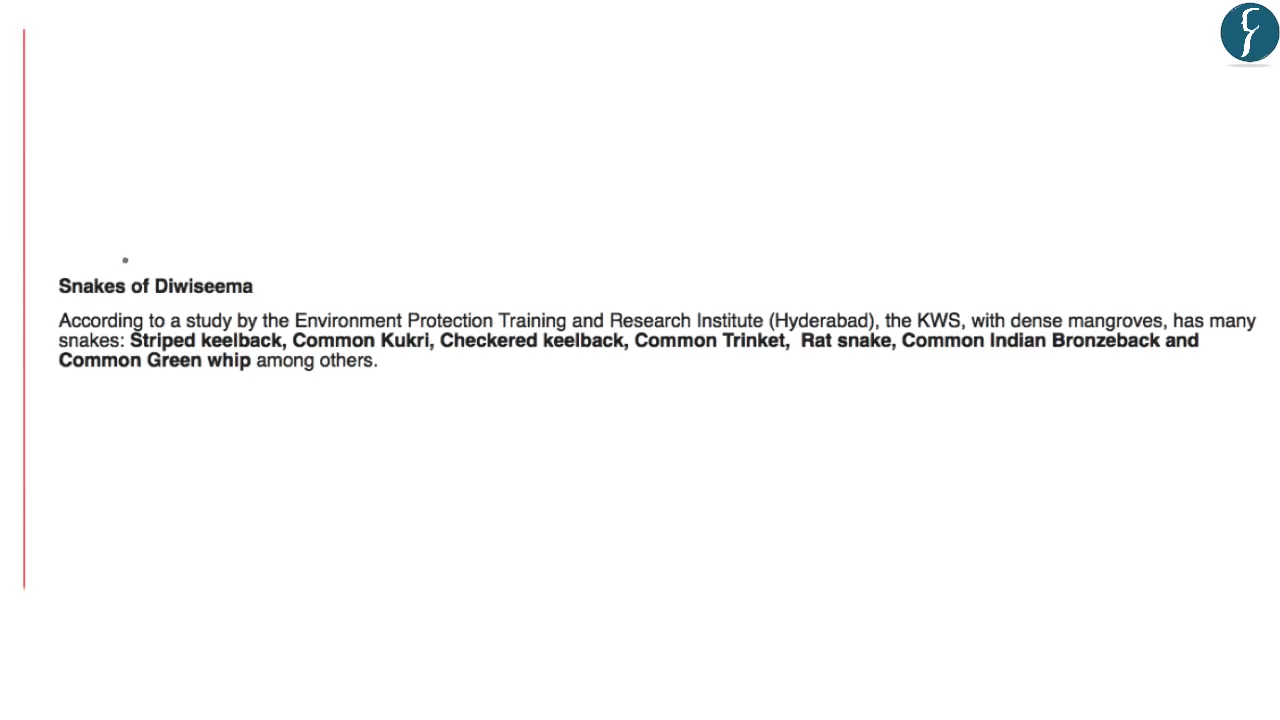 Snakes of Diwiseema
According to a study by the Environment Protection Training and Research Institute (Hyderabad), the KWS, with dense mangroves, has many
snakes: Striped keelback, Common Kukri, Checkered keelback, Common Trinket, Rat snake, Common Indian Bronzeback and
Common Green whip among others.